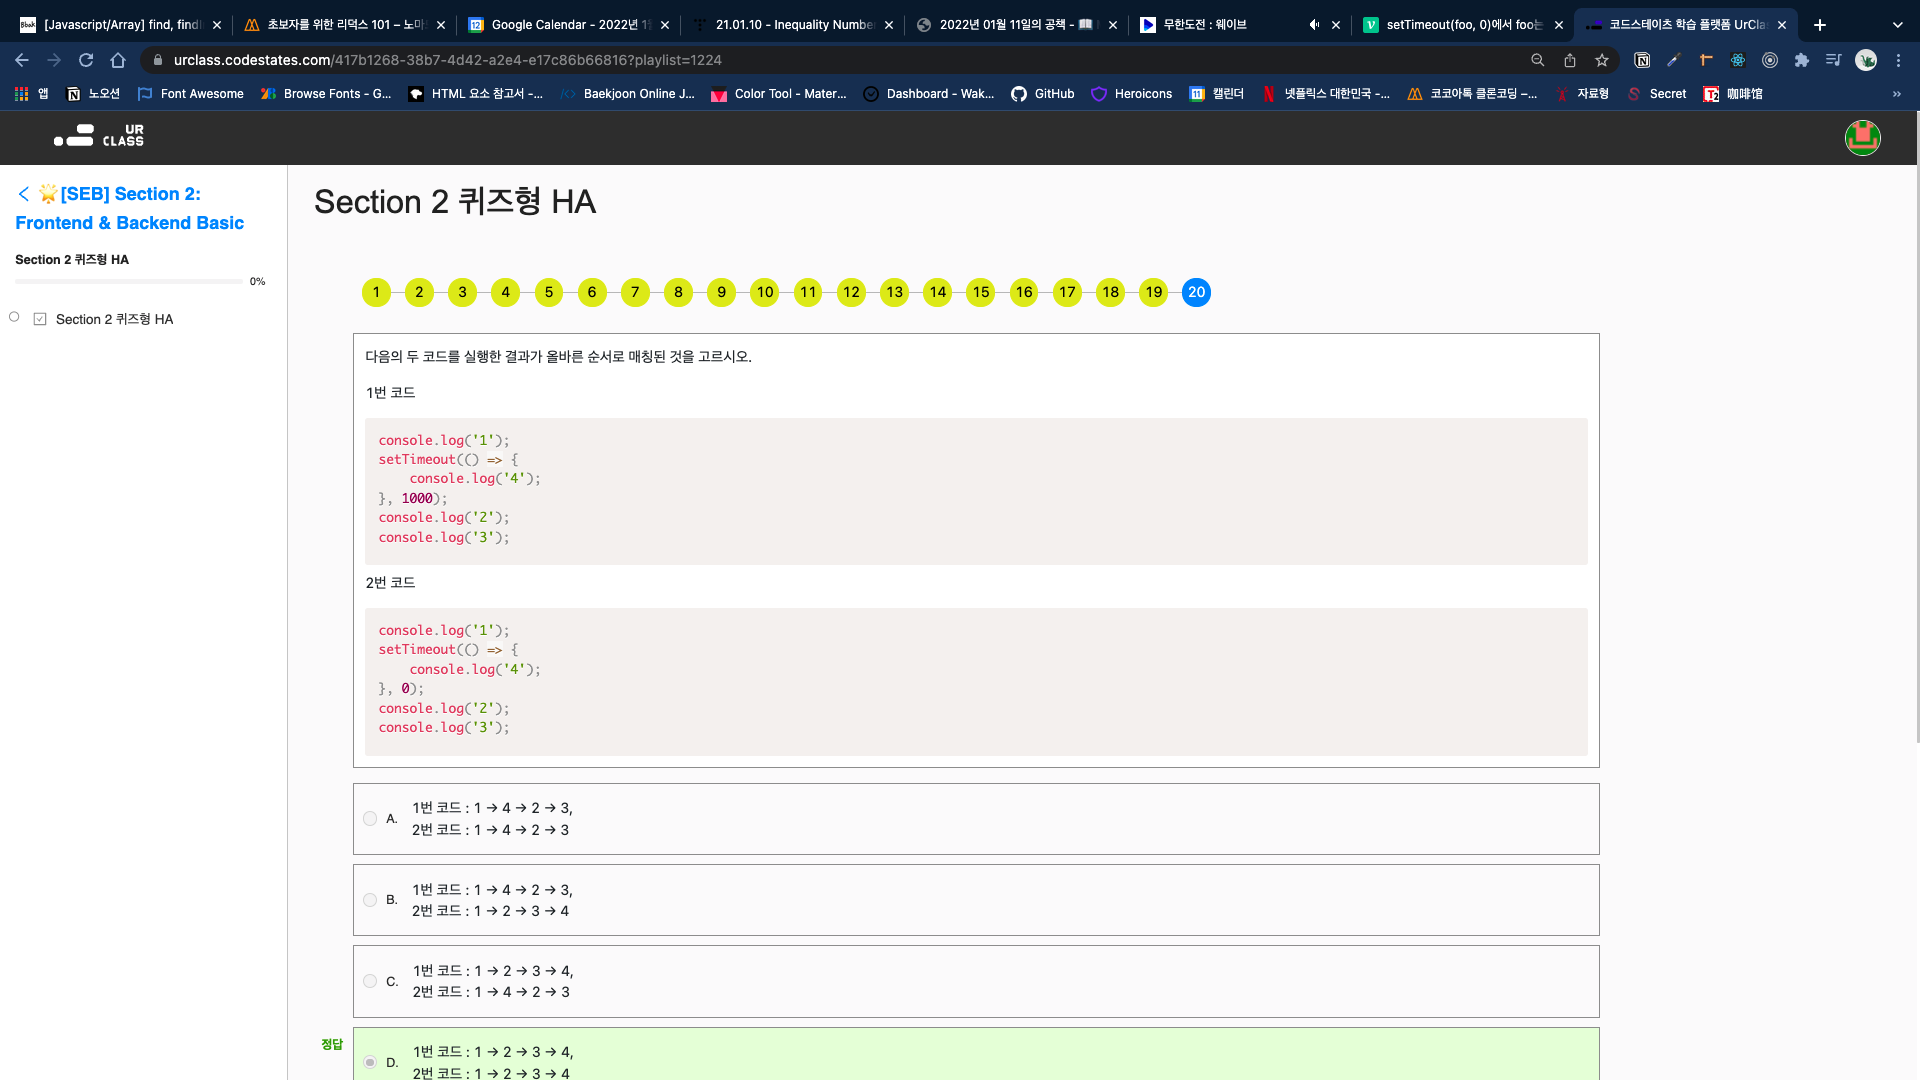 [Javascript/Array] find, findI
초보자를 위한 리덕스 101 – 노마
Google Calendar - 2022년 1월
21.01.10 - Inequality Number
2022년 01월 11일의 공책 - 📖
무한도전 : 웨이브
setTimeout(foo, 0)에서 foo는
코드스테이츠 학습 플랫폼 UrCla
urclass.codestates.com/417b1268-38b7-4d42-a2e4-e17c86b66816?playlist=1224
앱
노오션
Font Awesome
Browse Fonts - G...
HTML 요소 참고서 -...
Baekjoon Online J...
Color Tool - Mater...
Dashboard - Wak...
GitHub
Heroicons
캘린더
넷플릭스 대한민국 -...
코코아톡 클론코딩 –...
자료형
Secret
咖啡馆
»
UR
CLASS
🌟[SEB] Section 2:
Frontend & Backend Basic
Section 2 퀴즈형 HA
0%
Section 2 퀴즈형 HA
Section 2 퀴즈형 HA
1 2 3 4 5 6 7 8 9 10 11 12 13 14 15 16 17 18 19 20
다음의 두 코드를 실행한 결과가 올바른 순서로 매칭된 것을 고르시오.
1번 코드
console.log('1');
setTimeout(() => {
console.log('4');
}, 1000);
console.log('2');
console.log('3');
2번 코드
console.log('1');
setTimeout(() => {
console.log('4');
}, 0);
console.log('2');
console.log('3');
A. 1번 코드 : 1 → 4 → 2 → 3,
2번 코드 : 1 → 4 → 2 → 3
B. 1번 코드 : 1 → 4 → 2 → 3,
2번 코드 : 1 → 2 → 3 → 4
C. 1번 코드 : 1 → 2 → 3 → 4,
2번 코드 : 1 → 4 → 2 → 3
정답
D. 1번 코드 : 1 → 2 → 3 → 4,
2번 코드 : 1 → 2 → 3 → 4